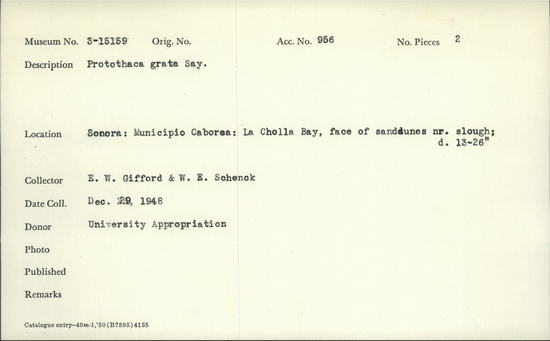 Museum No. 3-15159 Orig. No. Acc. No. 956 No. Pieces 2
Description Protothaca grata Say.
Location Sonora: Municipio Caborea: La Cholla Bay, face of sanddunes nr. slough;
d. 13-26"
Collector E. W. Gifford & W. E. Schenck
Date Coll. Dec. 29, 1948
Donor University Appropriation
Photo
Published
Remarks
Catalogue entry—40m-1,'50 (B7895) 4135